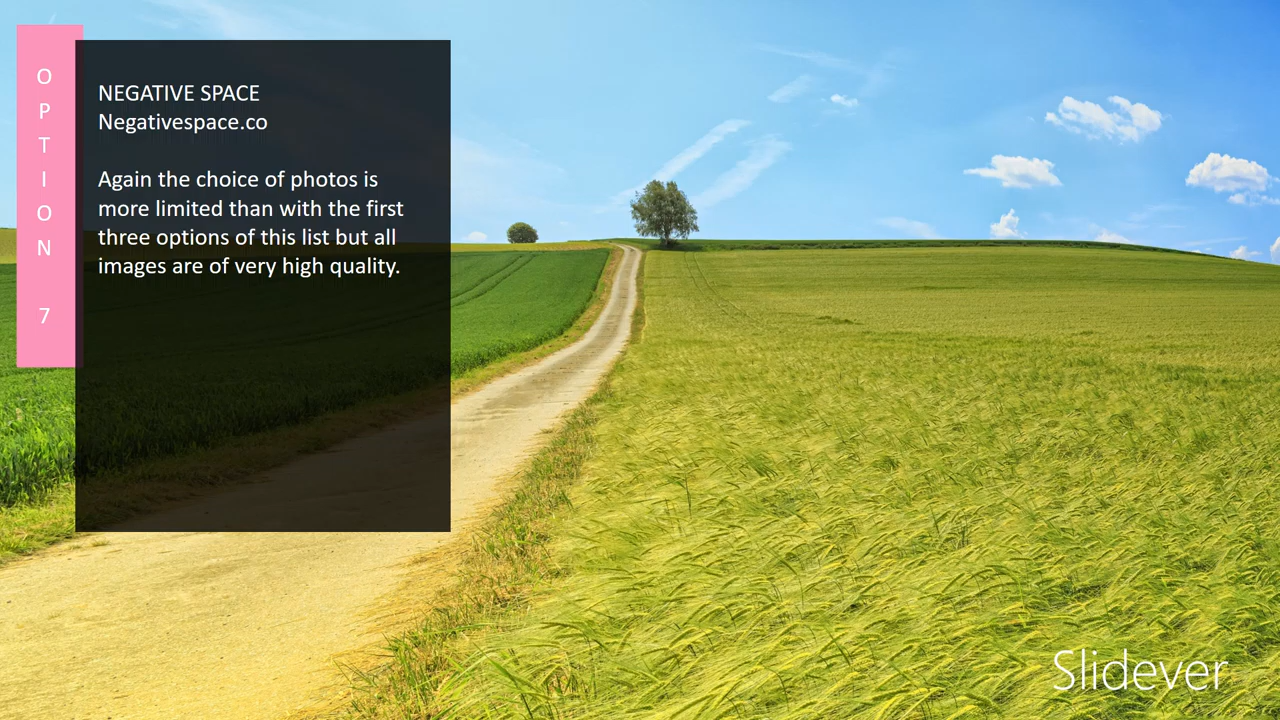 O
P
T
I
O
N
7
NEGATIVE SPACE
Negativespace.co
Again the choice of photos is
more limited than with the first
three options of this list but all
images are of very high quality.
Slidever